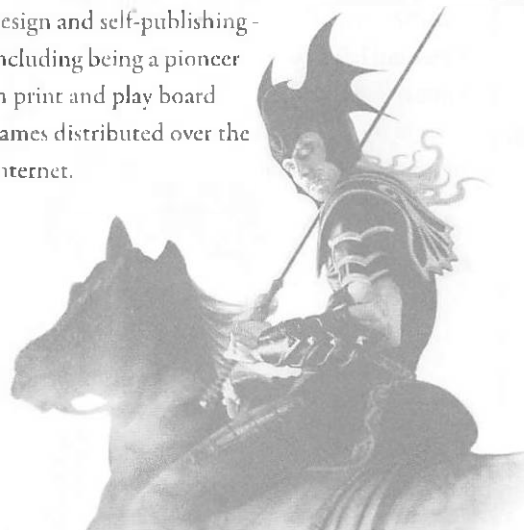 esign and self-publishing -
ncluding being a pioneer
n print and play board
ames distributed over the
nternet.